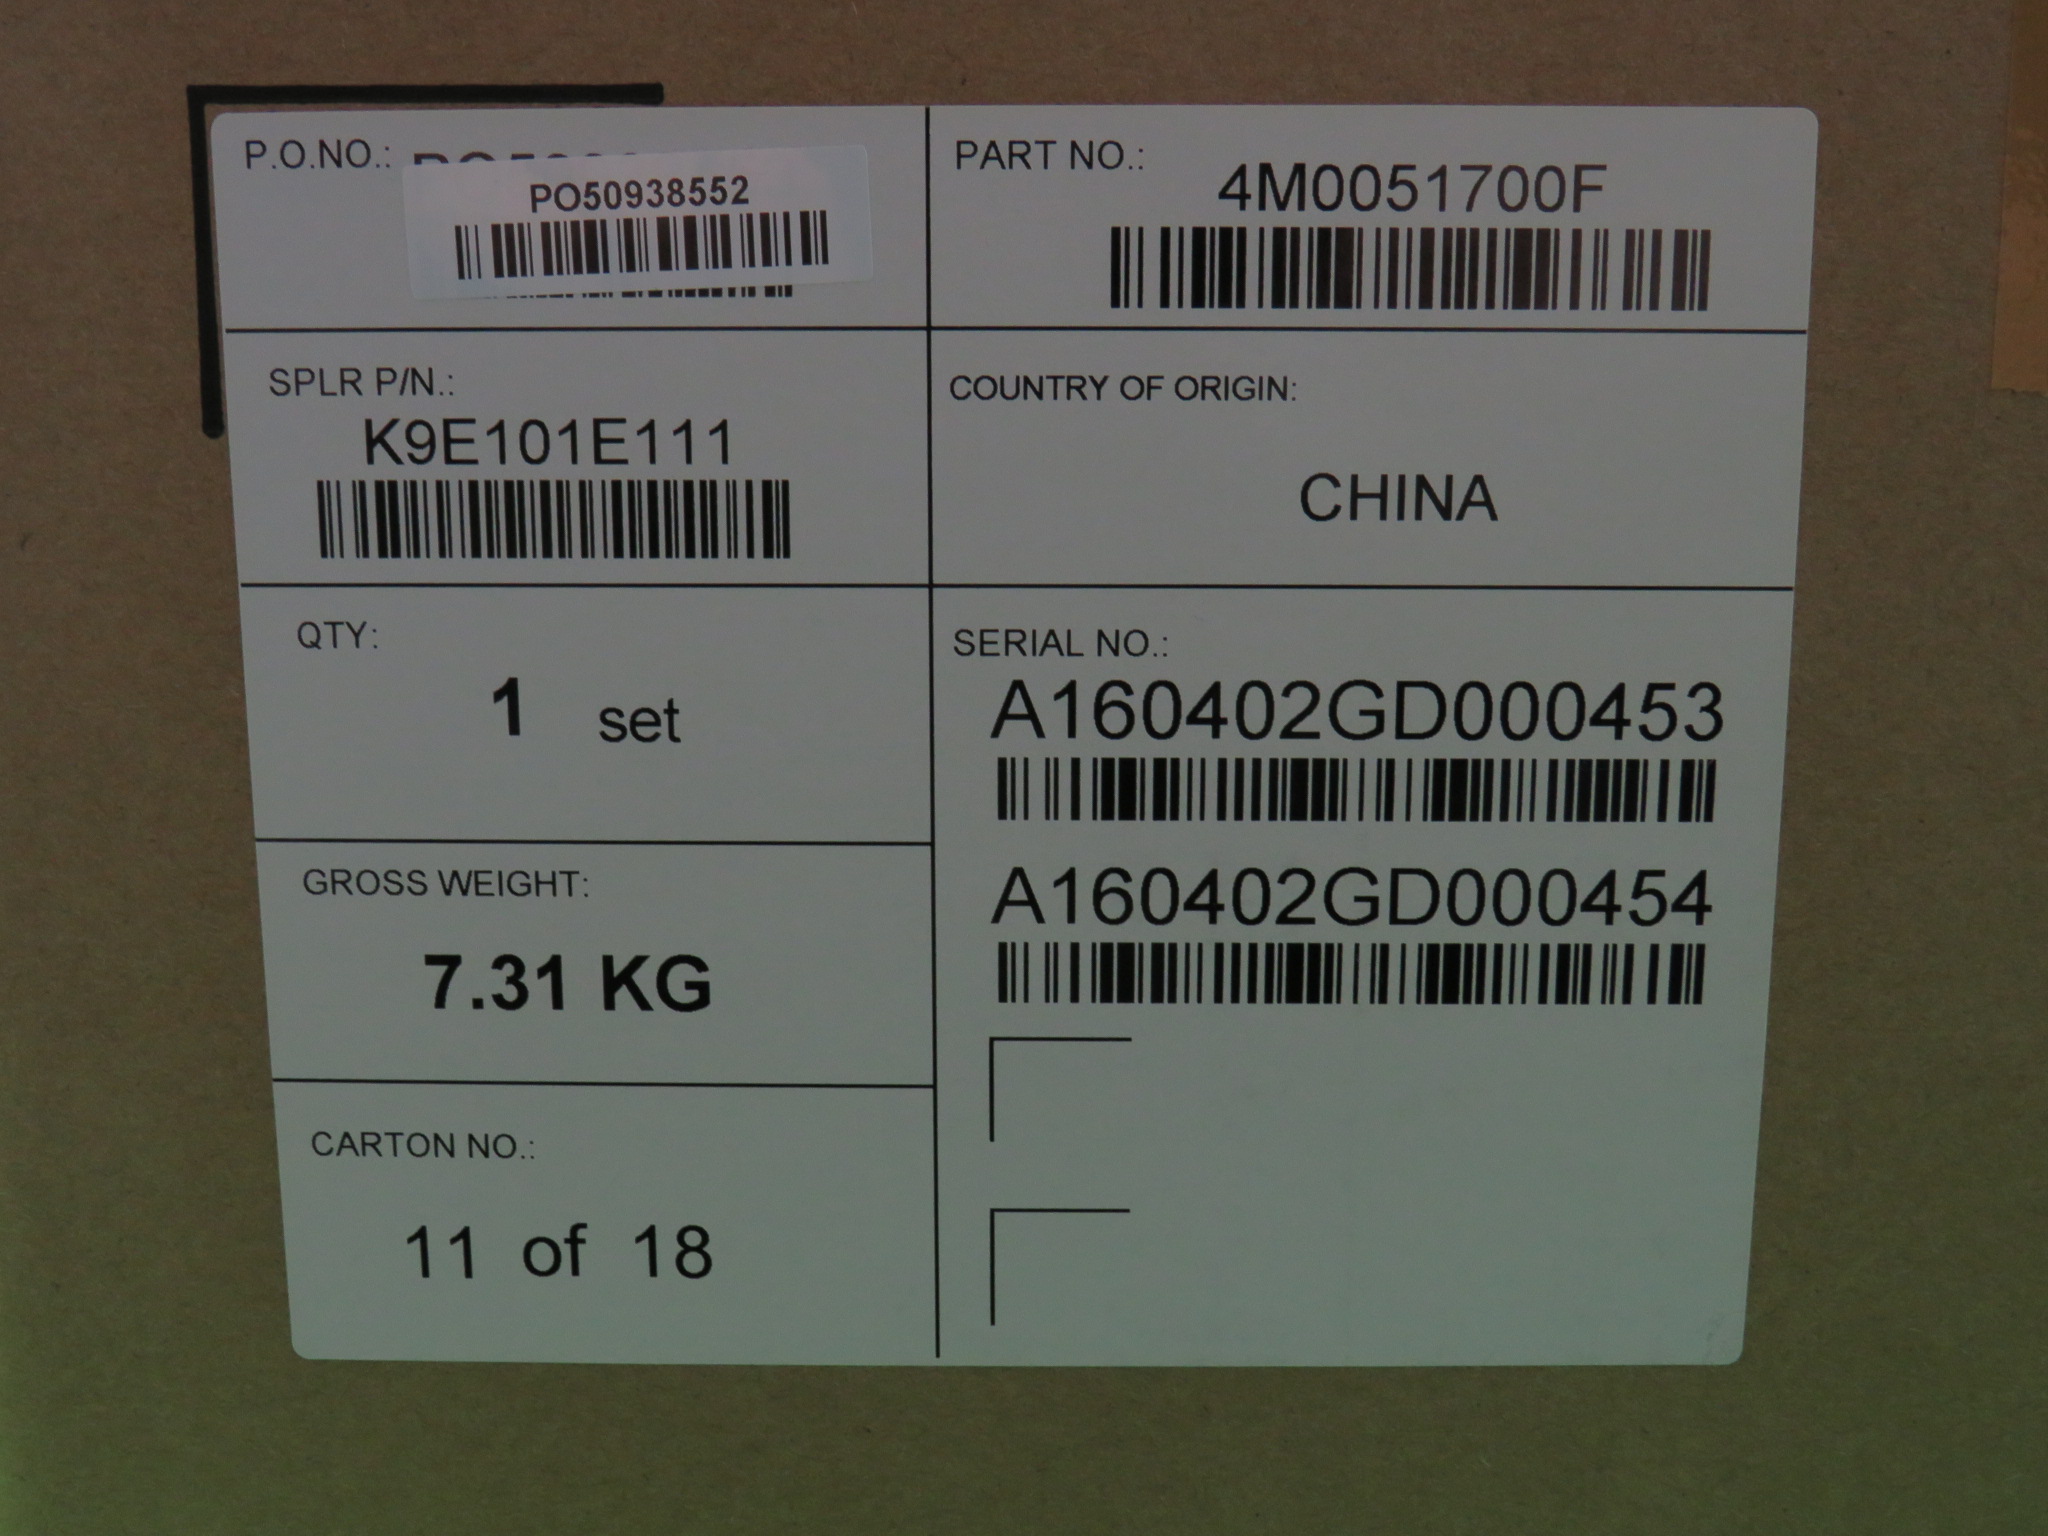 P.O.NO.:
PO50938552
PART NO.:
4M0051700F
SPLR P/N.:
K9E101E111
COUNTRY OF ORIGIN:
CHINA
QTY:
1 set
SERIAL NO.:
A160402GD000453
A160402GD000454
GROSS WEIGHT:
7.31 KG
CARTON NO.:
11 of 18